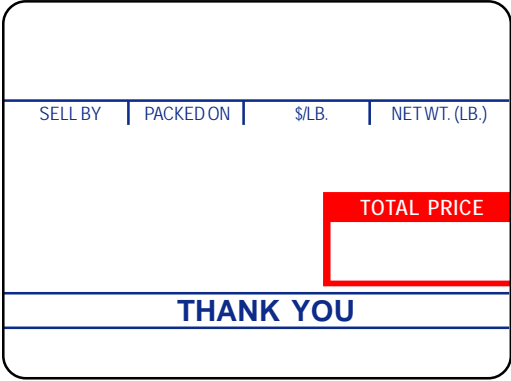 SELL BY PACKED ON $/LB. NET WT. (LB.)
TOTAL PRICE
THANK YOU